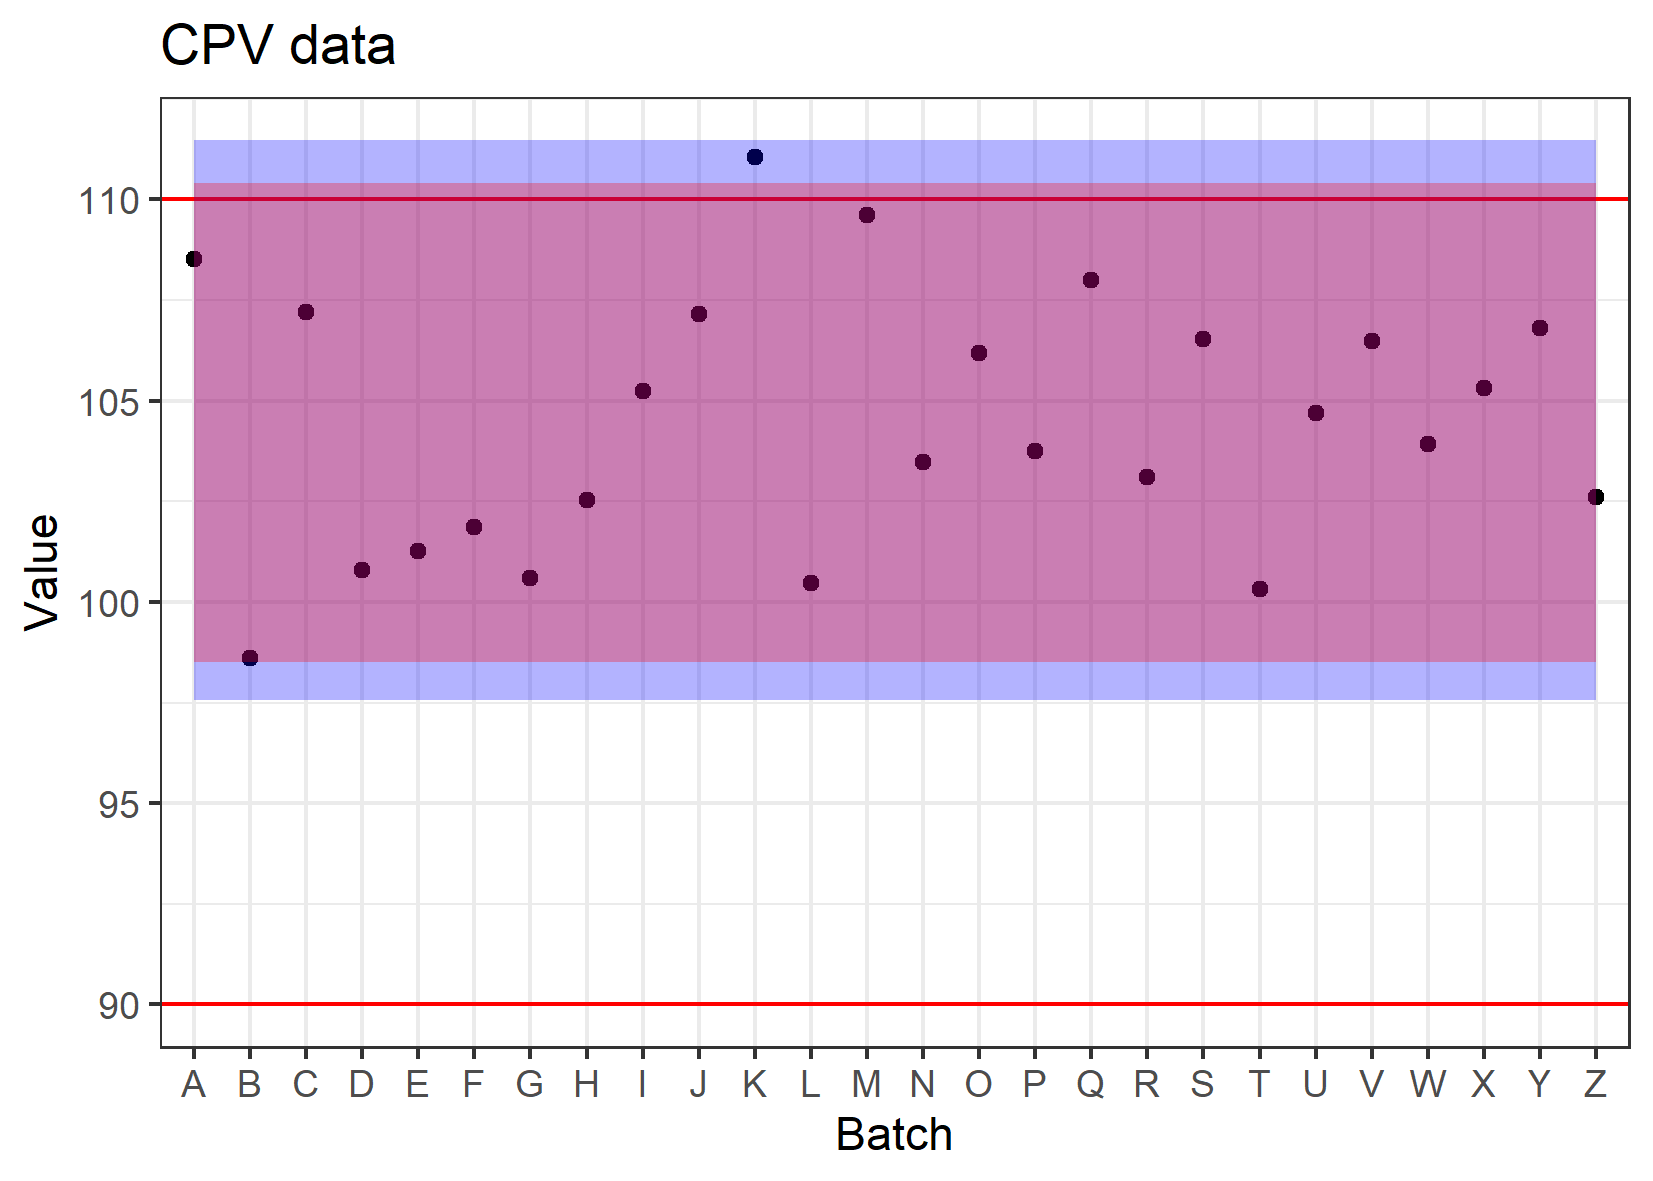 CPV data
Value
110
105
100
95
90
A B C D E F G H I J K L M N O P Q R S T U V W X Y Z
Batch